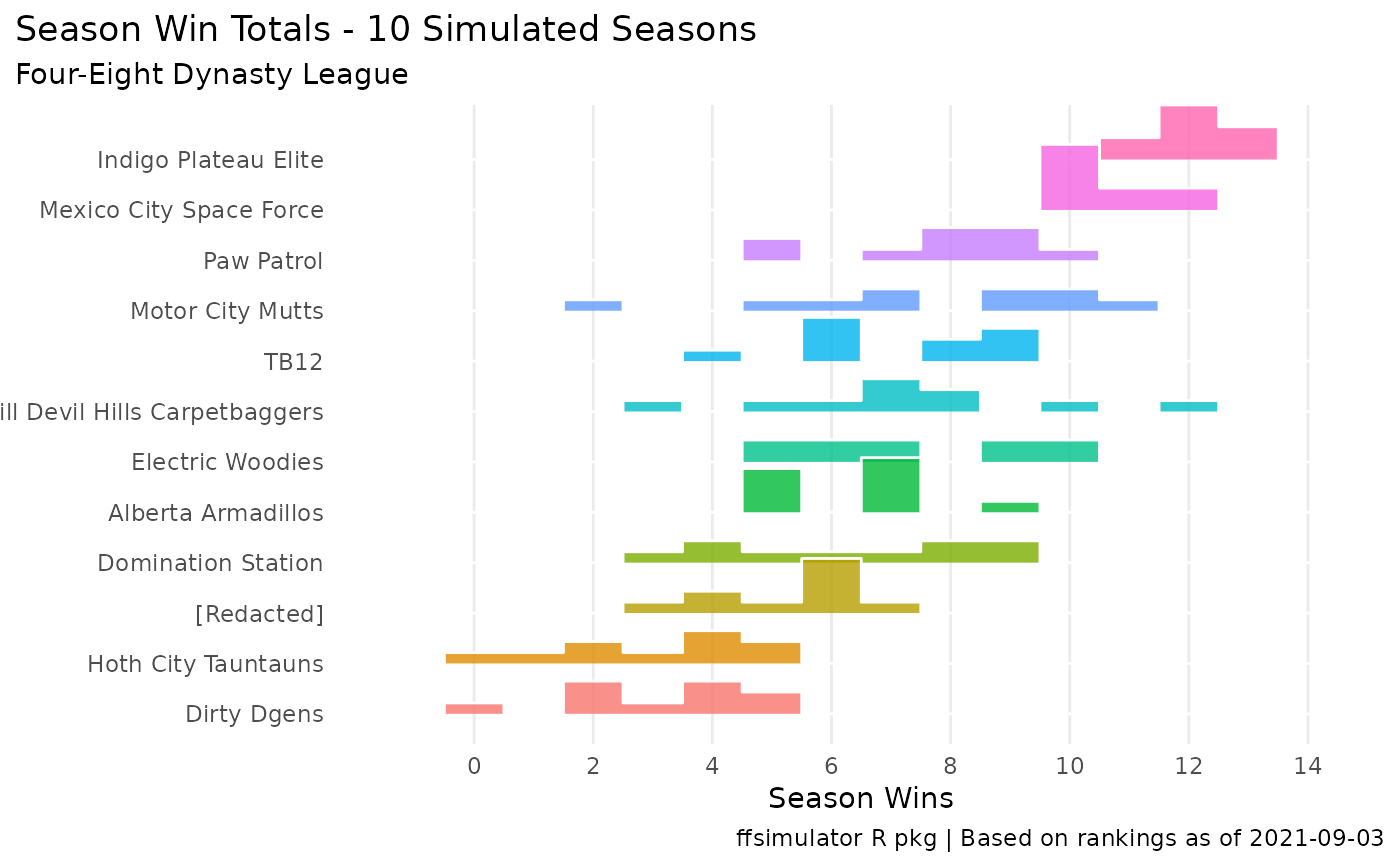 Season Win Totals - 10 Simulated Seasons
Four-Eight Dynasty League
Indigo Plateau Elite
Mexico City Space Force
Paw Patrol
Motor City Mutts
TB12
ill Devil Hills Carpetbaggers
Electric Woodies
Alberta Armadillos
Domination Station
[Redacted]
Hoth City Tauntauns
Dirty Dgens
0 2 4 6 8 10 12 14
Season Wins
ffsimulator R pkg | Based on rankings as of 2021-09-03